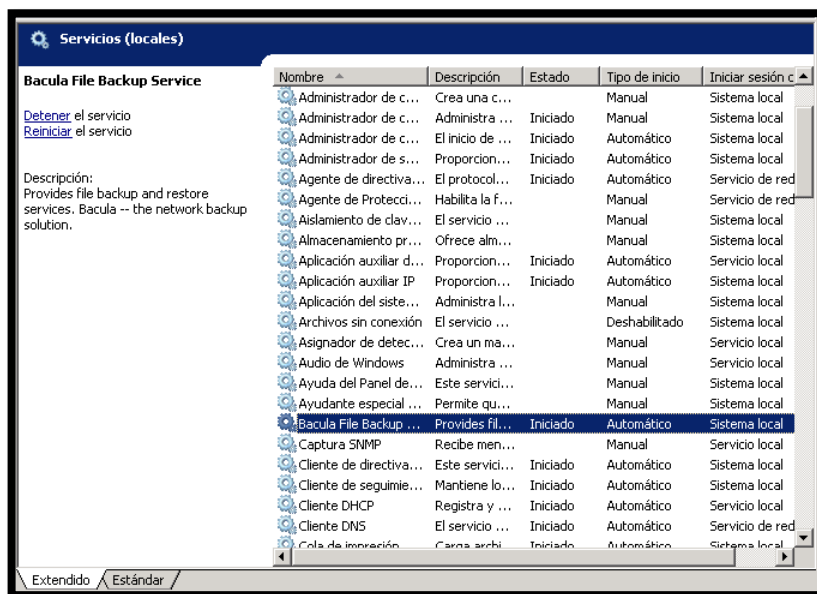 Servicios (locales)
Bacula File Backup Service
Detener el servicio
Reiniciar el servicio
Descripción:
Provides file backup and restore
services. Bacula -- the network backup
solution.
Nombre Descripción Estado Tipo de inicio Iniciar sesión c
Administrador de c... Crea una c... Manual Sistema local
Administrador de c... Administra ... Iniciado Manual Sistema local
Administrador de c... El inicio de ... Iniciado Automático Sistema local
Administrador de s... Proporcion... Iniciado Automático Sistema local
Agente de directiva... El protocol... Iniciado Automático Servicio de red
Agente de Protecci... Habilita la f... Manual Servicio de red
Aislamiento de clav... El servicio ... Manual Sistema local
Almacenamiento pr... Ofrece alm... Manual Sistema local
Aplicación auxiliar d... Proporcion... Iniciado Automático Servicio local
Aplicación auxiliar IP Proporcion... Iniciado Automático Sistema local
Aplicación del siste... Administra l... Manual Sistema local
Archivos sin conexión El servicio ... Deshabilitado Sistema local
Asignador de detec... Crea un ma... Manual Servicio local
Audio de Windows Administra ... Manual Servicio local
Ayuda del Panel de... Este servici... Manual Sistema local
Ayudante especial ... Permite qu... Manual Sistema local
Bacula File Backup ... Provides fil... Iniciado Automático Sistema local
Captura SNMP Recibe men... Manual Servicio local
Cliente de directiva... Este servici... Iniciado Automático Sistema local
Cliente de seguimie... Mantiene lo... Iniciado Automático Sistema local
Cliente DHCP Registra y ... Iniciado Automático Servicio local
Cliente DNS El servicio ... Iniciado Automático Servicio de red
Cola de impresión Carga archi... Iniciado Automático Sistema local
Extendido Estándar